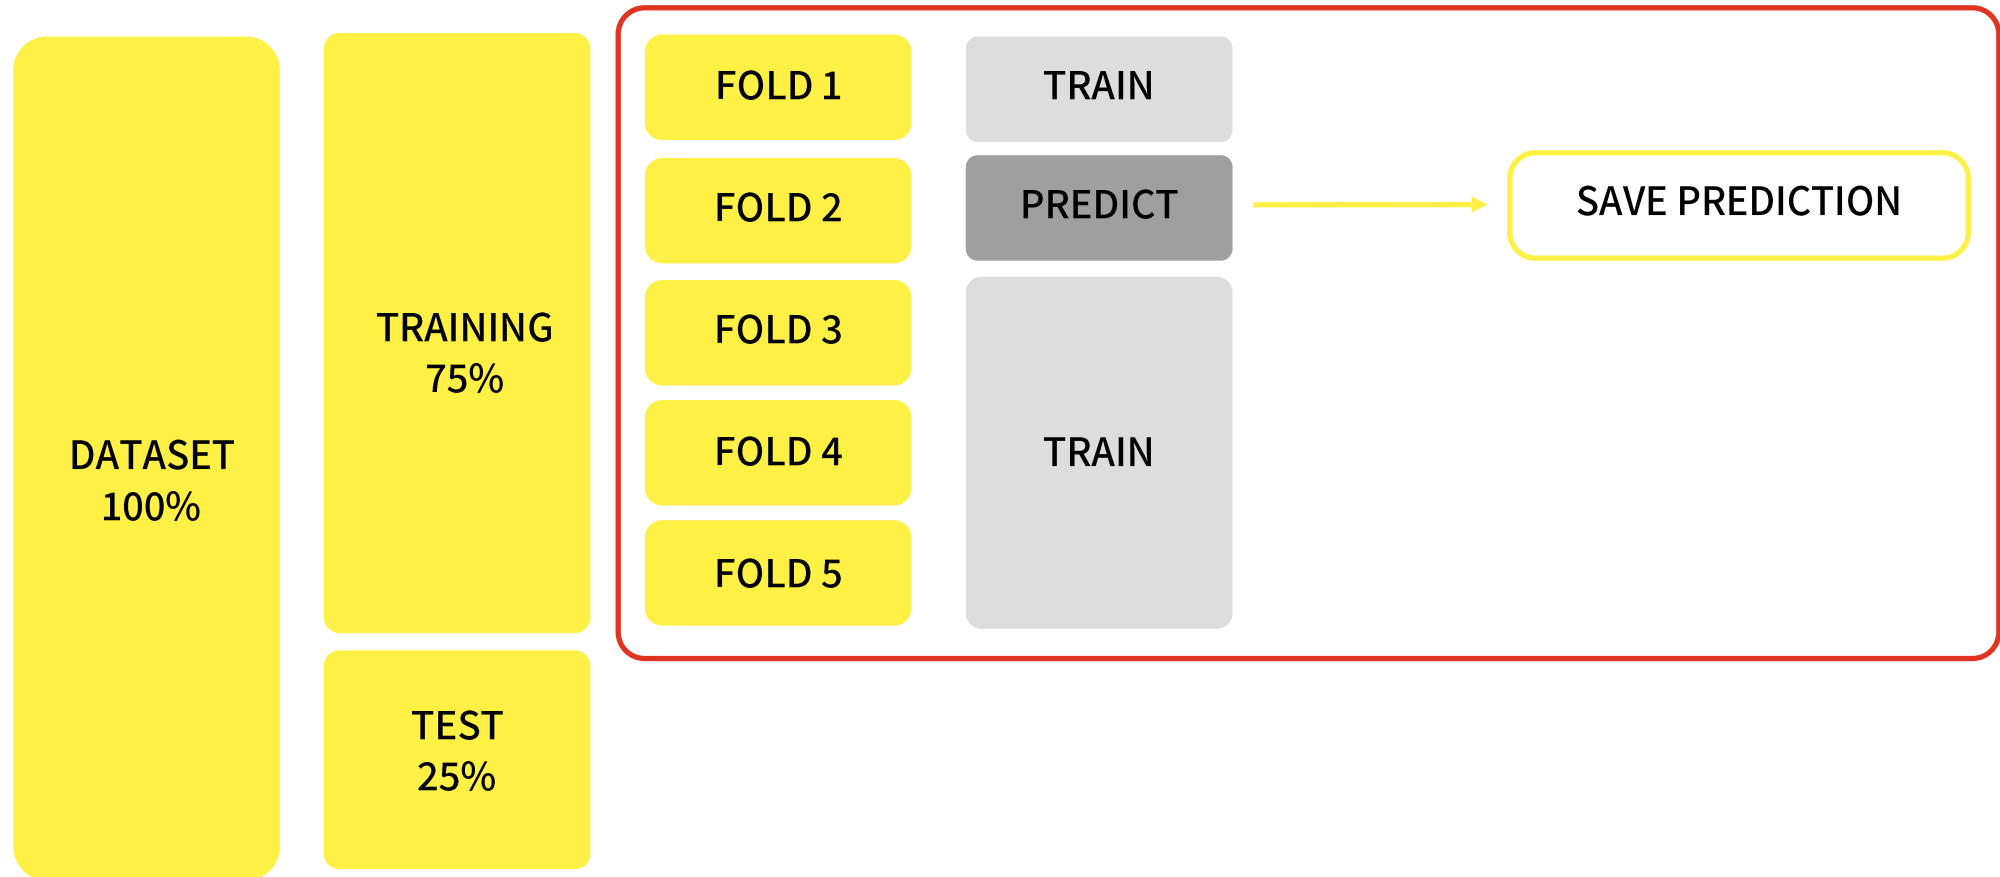 DATASET
100%
TRAINING
75%
TEST
25%
FOLD 1
FOLD 2
FOLD 3
FOLD 4
FOLD 5
TRAIN
PREDICT
TRAIN
SAVE PREDICTION